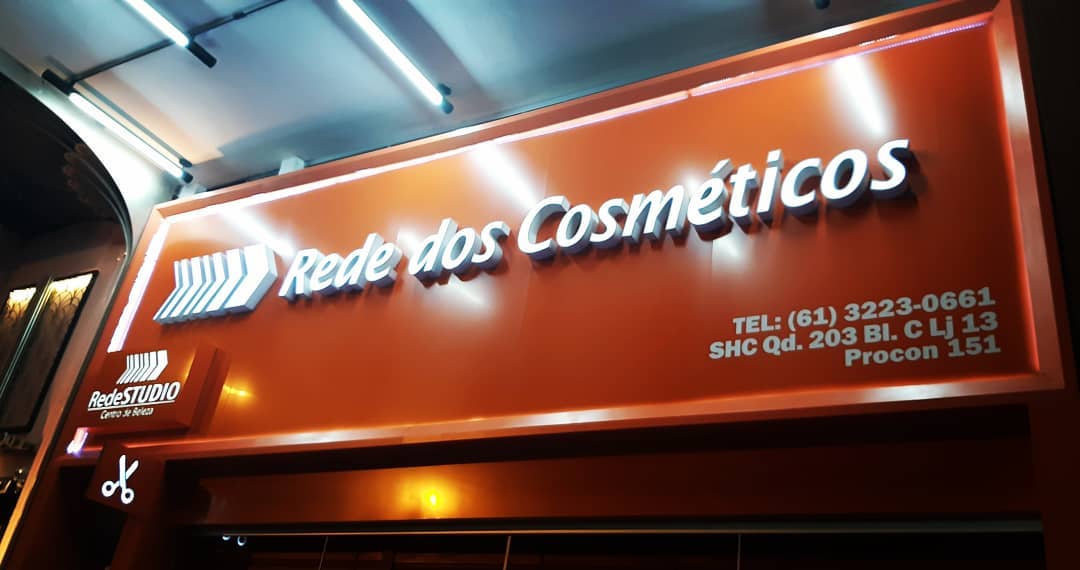 Rede dos Cosméticos
TEL: (61) 3223-0661
SHC Qd. 203 Bl. C Lj 13
Procon 151
RedeSTUDIO
Centro de Beleza